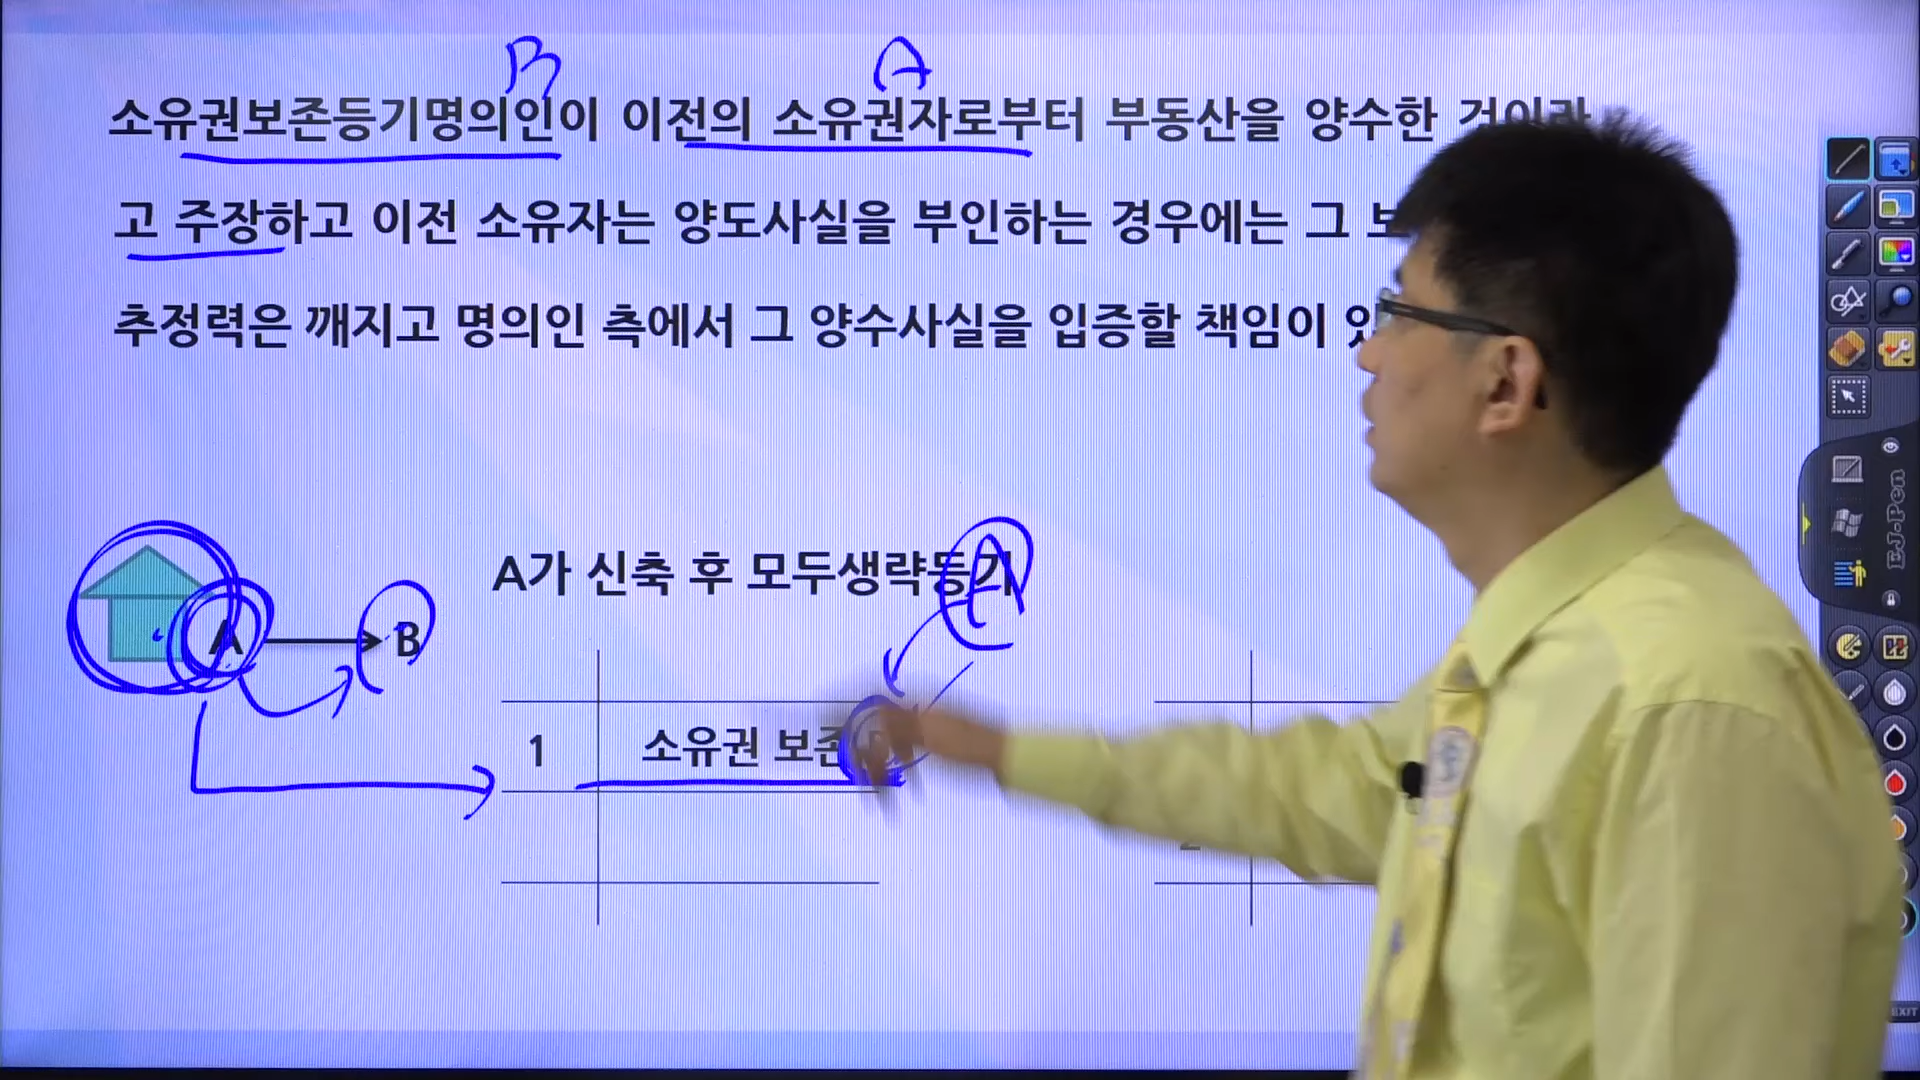 B A
소유권보존등기명의인이 이전의 소유권자로부터 부동산을 양수한 것이라
고 주장하고 이전 소유자는 양도사실을 부인하는 경우에는 그
추정력은 깨지고 명의인 측에서 그 양수사실을 입증할 책임이
A가 신축 후 모두생략등기
A
A B
1 소유권 보존
2
EJ-Pen
EXIT